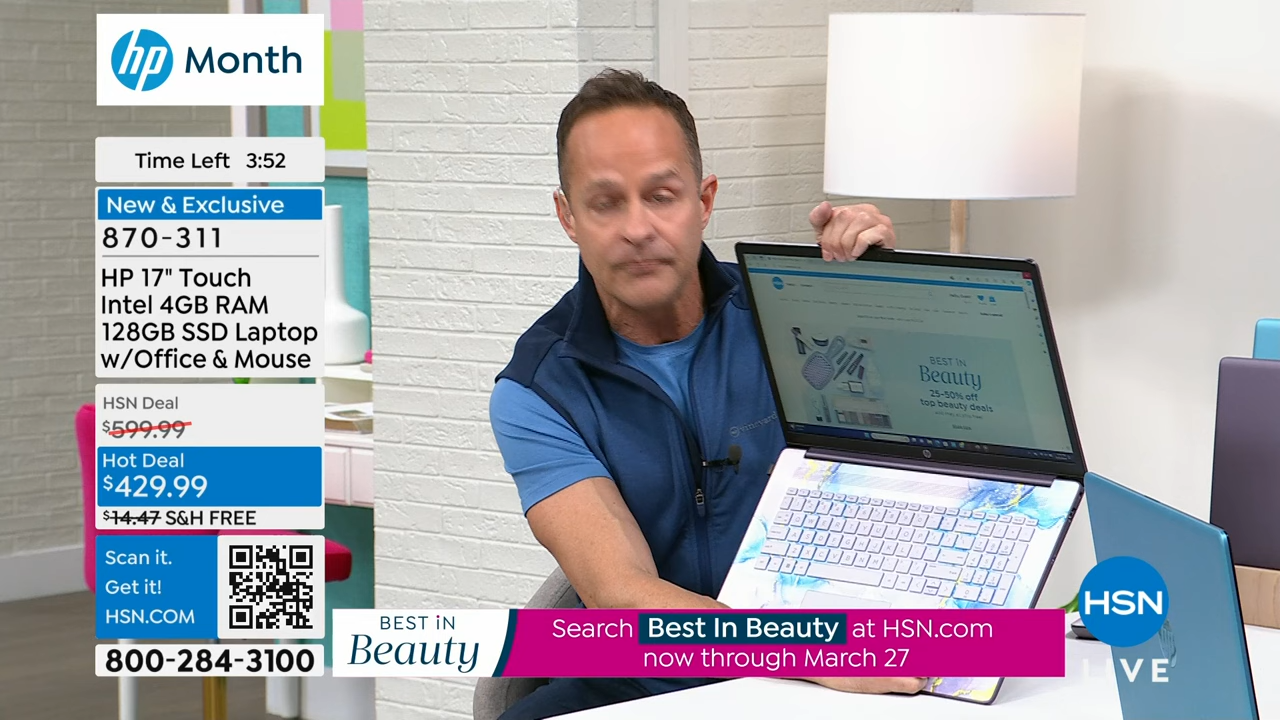 hp Month
Time Left 3:52
New & Exclusive
870-311
HP 17" Touch
Intel 4GB RAM
128GB SSD Laptop
w/Office & Mouse
HSN Deal
$599.99
Hot Deal
$429.99
$14.47 S&H FREE
Scan it.
Get it!
HSN.COM
800-284-3100
BEST iN
Beauty
Search Best In Beauty at HSN.com
now through March 27
BEST iN
Beauty
25-50% off
top beauty deals
vineyard
hp
HSN
LIVE